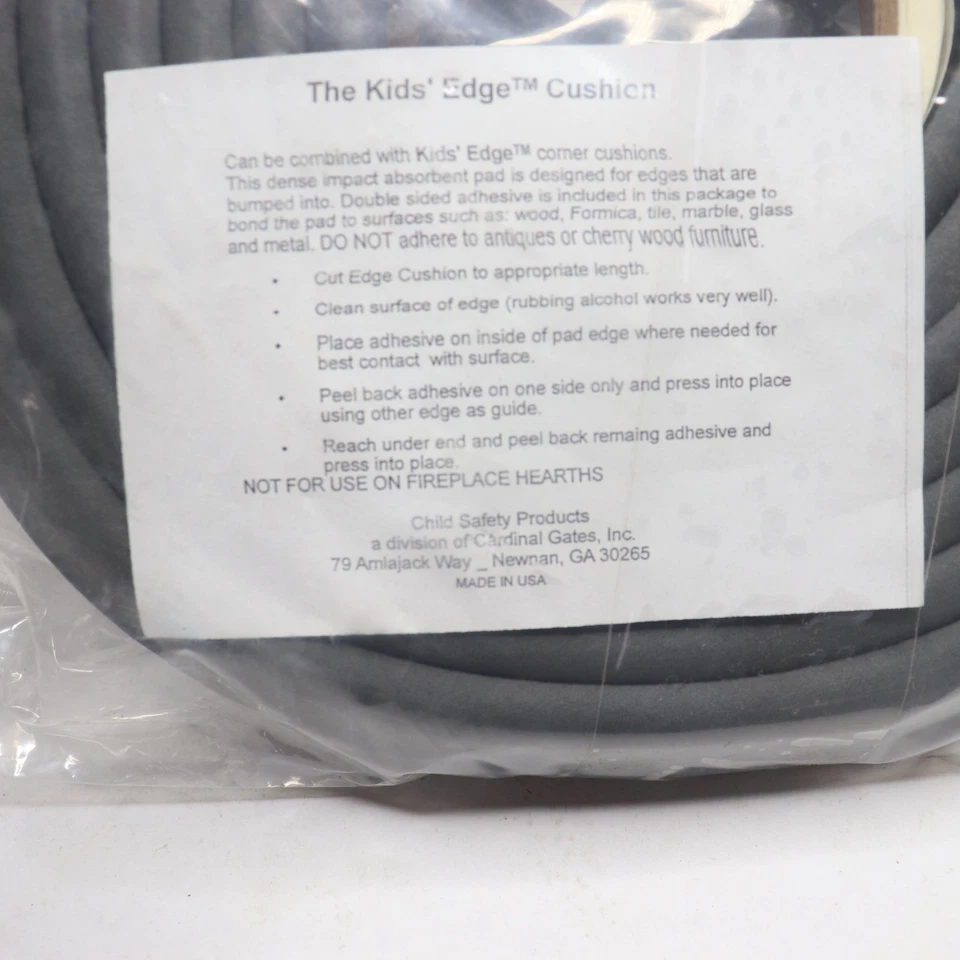 The Kids' Edge™ Cushion
Can be combined with Kids' Edge™ corner cushions.
This dense impact absorbent pad is designed for edges that are
bumped into. Double sided adhesive is included in this package to
bond the pad to surfaces such as: wood, Formica, tile, marble, glass
and metal. DO NOT adhere to antiques or cherry wood furniture.
• Cut Edge Cushion to appropriate length.
• Clean surface of edge (rubbing alcohol works very well).
• Place adhesive on inside of pad edge where needed for
best contact with surface.
• Peel back adhesive on one side only and press into place
using other edge as guide.
• Reach under end and peel back remaing adhesive and
press into place.
NOT FOR USE ON FIREPLACE HEARTHS
Child Safety Products
a division of Cardinal Gates, Inc.
79 Amlajack Way _ Newnan, GA 30265
MADE IN USA